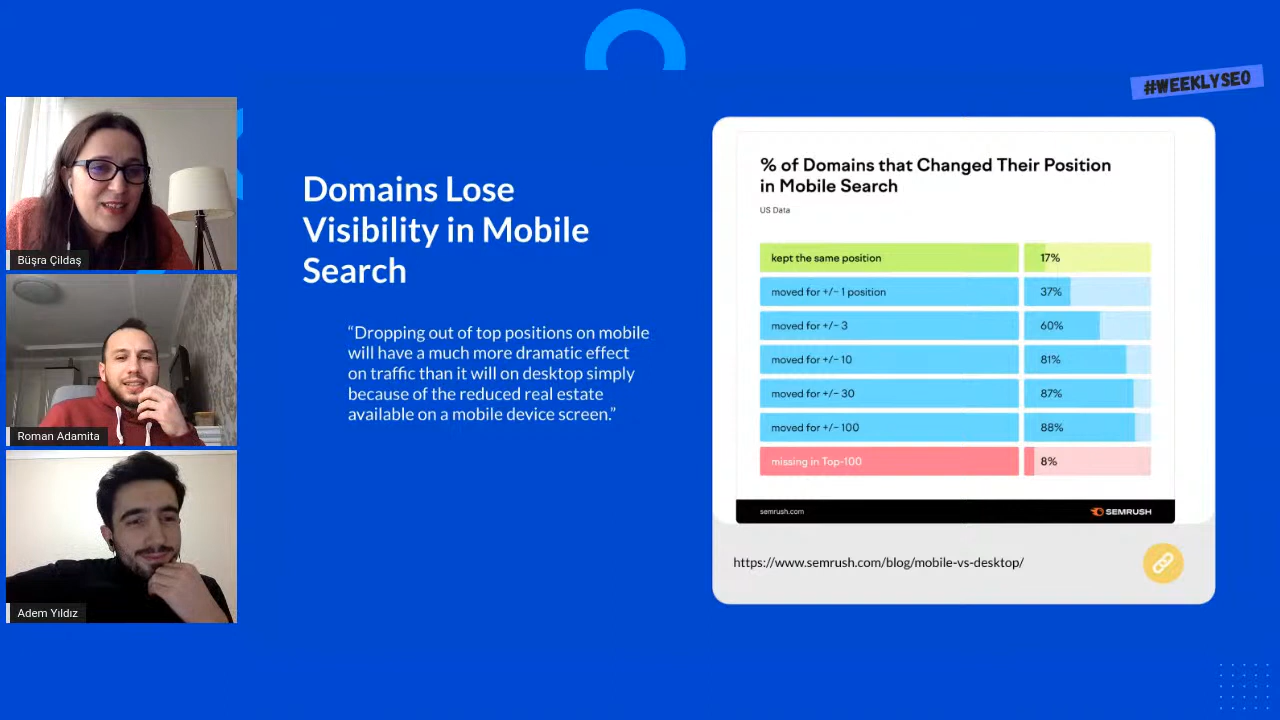 #WEEKLYSEO
Büşra Çildaş
Roman Adamita
Adem Yıldız
Domains Lose
Visibility in Mobile
Search
“Dropping out of top positions on mobile
will have a much more dramatic effect
on traffic than it will on desktop simply
because of the reduced real estate
available on a mobile device screen.”
% of Domains that Changed Their Position
in Mobile Search
US Data
kept the same position 17%
moved for +/- 1 position 37%
moved for +/- 3 60%
moved for +/- 10 81%
moved for +/- 30 87%
moved for +/- 100 88%
missing in Top-100 8%
semrush.com SEMRUSH
https://www.semrush.com/blog/mobile-vs-desktop/